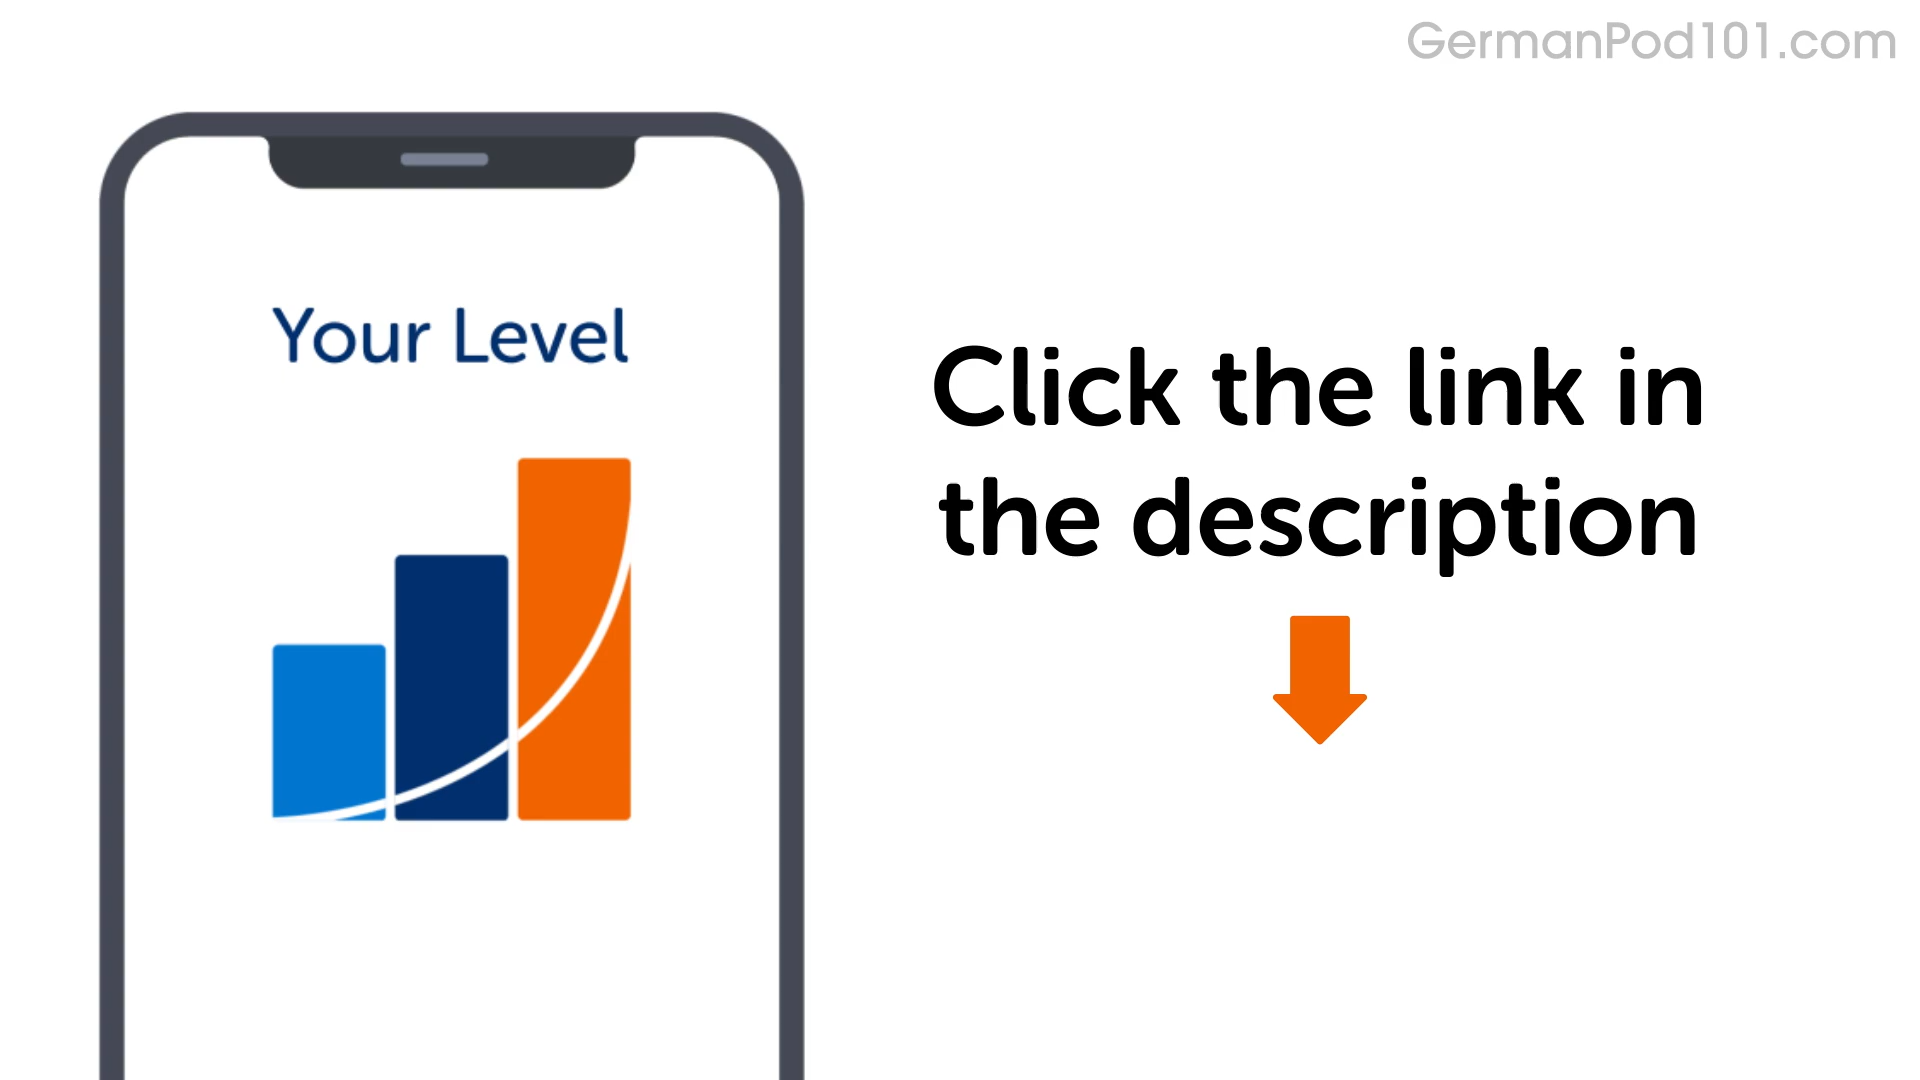 GermanPod101.com
Your Level
Click the link in
the description